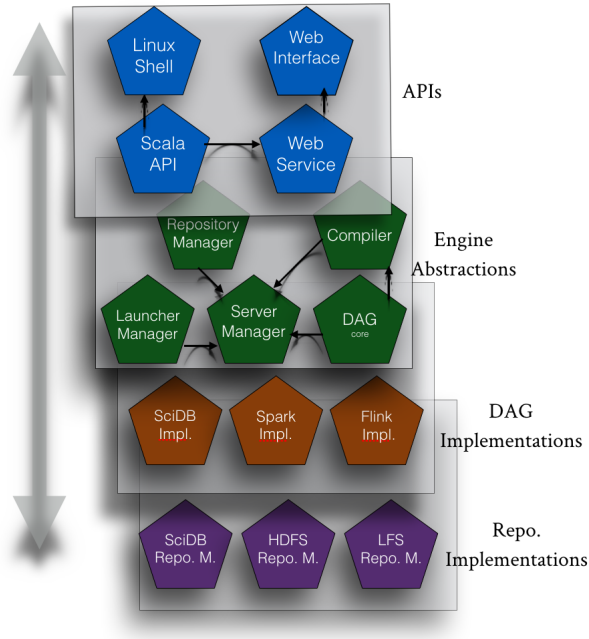 Linux
Shell
Web
Interface
APIs
Scala
API
Web
Service
Repository
Manager
Compiler
Engine
Abstractions
Launcher
Manager
Server
Manager
DAG
core
SciDB
Impl.
Spark
Impl.
Flink
Impl.
DAG
Implementations
SciDB
Repo. M.
HDFS
Repo. M.
LFS
Repo. M.
Repo.
Implementations